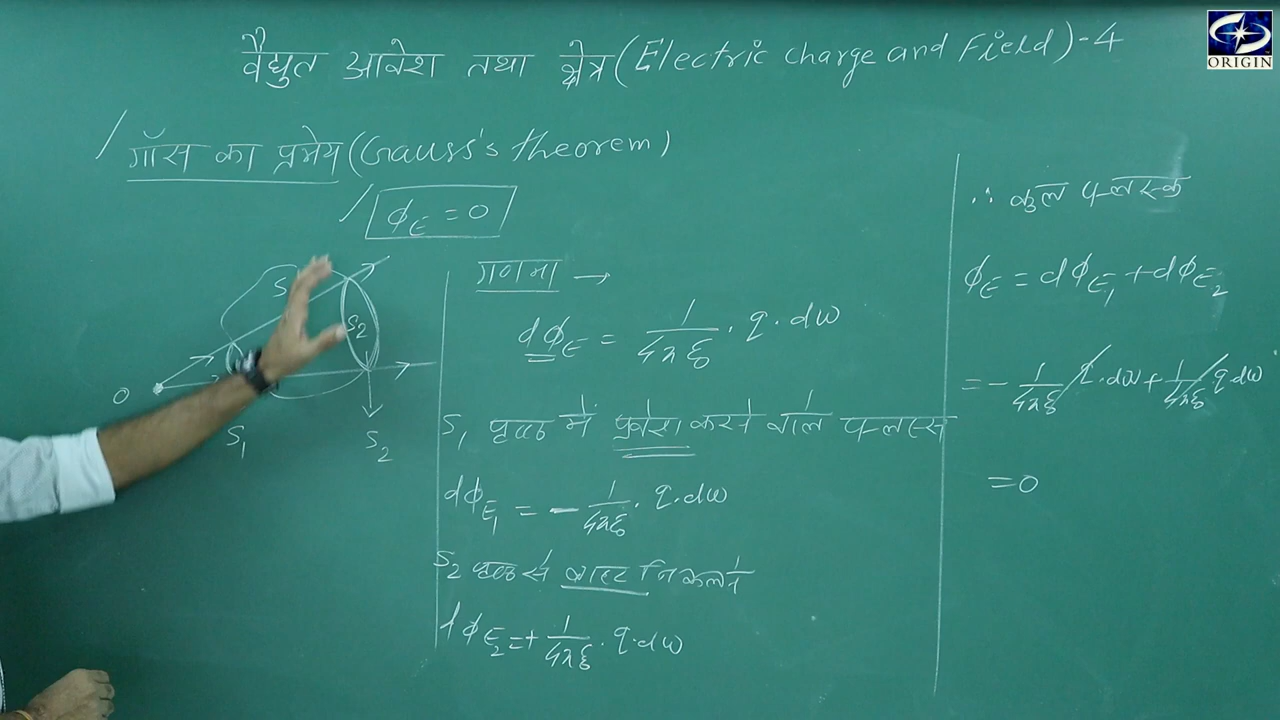 वैद्युत आवेश तथा क्षेत्र (Electric charge and Field) - 4
ORIGIN
गॉस का प्रमेय (Gauss's theorem)
ϕE = 0
S
S2
O
S1
S2
गणना →
dϕE = 1/4πε0 · q · dω
S1 पृष्ठ में प्रवेश करने वाले फ्लक्स
dϕE1 = - 1/4πε0 · q · dω
S2 पृष्ठ से बाहर निकलने
dϕE2 = + 1/4πε0 · q · dω
∴ कुल फ्लक्स
ϕE = dϕE1 + dϕE2
= - 1/4πε0 q · dω + 1/4πε0 q dω
= 0